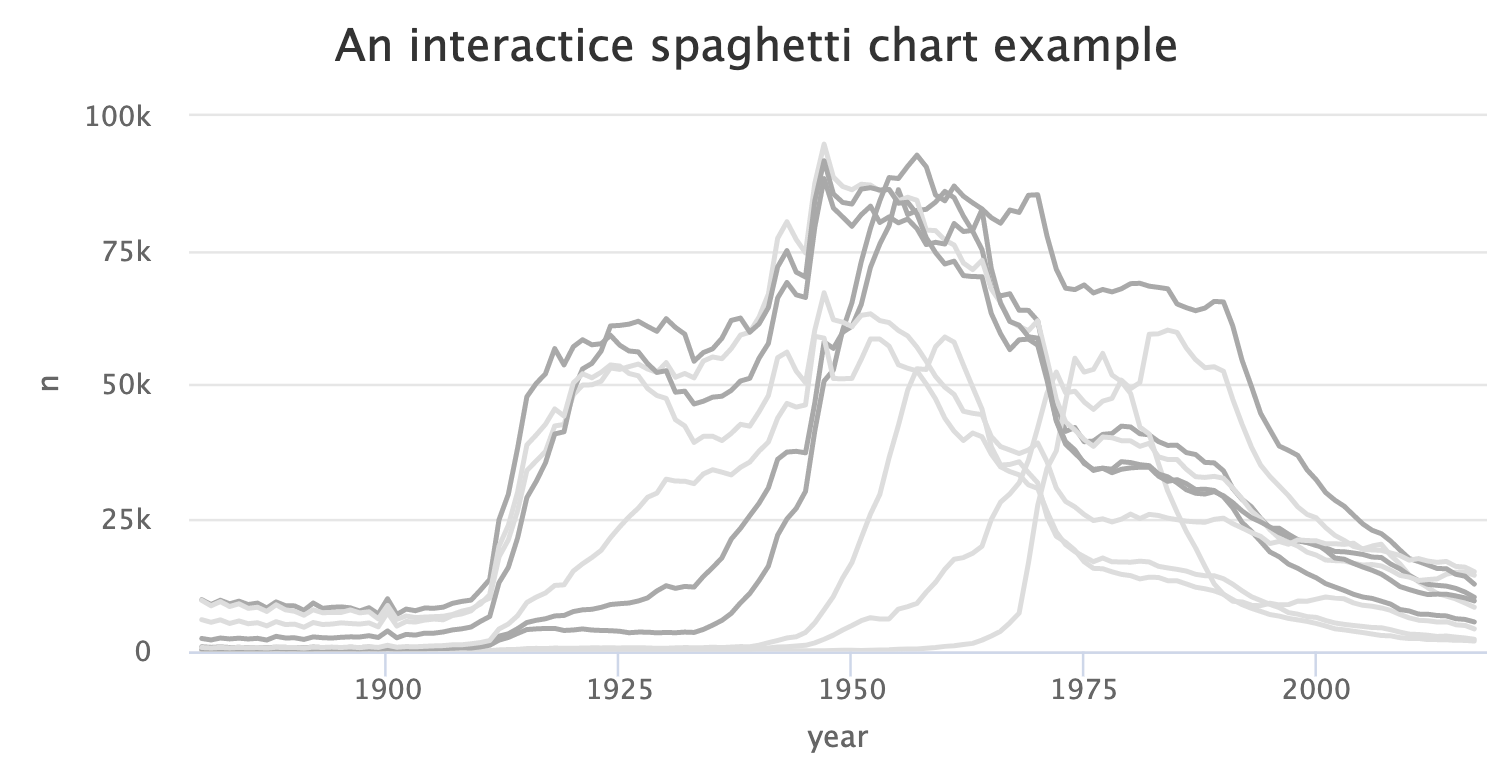 An interactice spaghetti chart example
100k
75k
50k
25k
0
n
1900 1925 1950 1975 2000
year